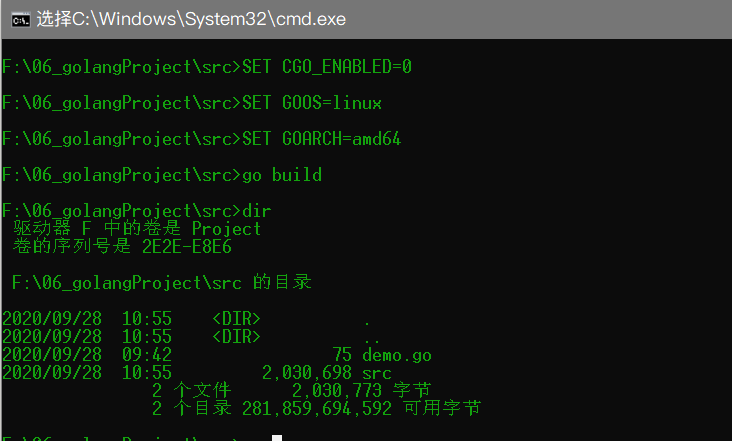 选择C:\Windows\System32\cmd.exe
F:\06_golangProject\src>SET CGO_ENABLED=0
F:\06_golangProject\src>SET GOOS=linux
F:\06_golangProject\src>SET GOARCH=amd64
F:\06_golangProject\src>go build
F:\06_golangProject\src>dir
驱动器 F 中的卷是 Project
卷的序列号是 2E2E-E8E6
F:\06_golangProject\src 的目录
2020/09/28  10:55    <DIR>          .
2020/09/28  10:55    <DIR>          ..
2020/09/28  09:42                75 demo.go
2020/09/28  10:55         2,030,698 src
2 个文件      2,030,773 字节
2 个目录 281,859,694,592 可用字节